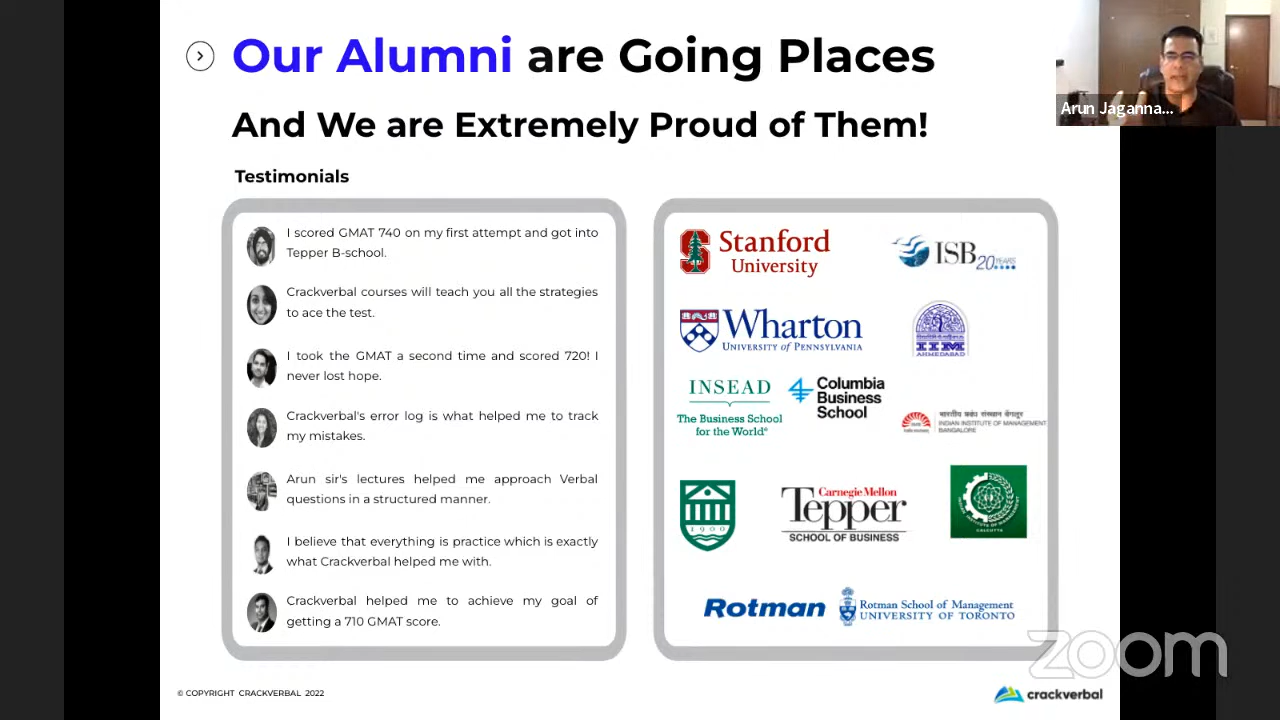 Our Alumni are Going Places
And We are Extremely Proud of Them!
Arun Jaganna...
Testimonials
I scored GMAT 740 on my first attempt and got into
Tepper B-school.
Crackverbal courses will teach you all the strategies
to ace the test.
I took the GMAT a second time and scored 720! I
never lost hope.
Crackverbal's error log is what helped me to track
my mistakes.
Arun sir's lectures helped me approach Verbal
questions in a structured manner.
I believe that everything is practice which is exactly
what Crackverbal helped me with.
Crackverbal helped me to achieve my goal of
getting a 710 GMAT score.
Stanford
University
ISB 20 YEARS
Wharton
UNIVERSITY of PENNSYLVANIA
IIM
AHMEDABAD
INSEAD
The Business School
for the World®
Columbia
Business
School
भारतीय प्रबंध संस्थान बेंगलूर
INDIAN INSTITUTE OF MANAGEMENT
BANGALORE
1900
Carnegie Mellon
Tepper
SCHOOL OF BUSINESS
CALCUTTA
Rotman
Rotman School of Management
UNIVERSITY OF TORONTO
zoom
© COPYRIGHT CRACKVERBAL 2022
crackverbal